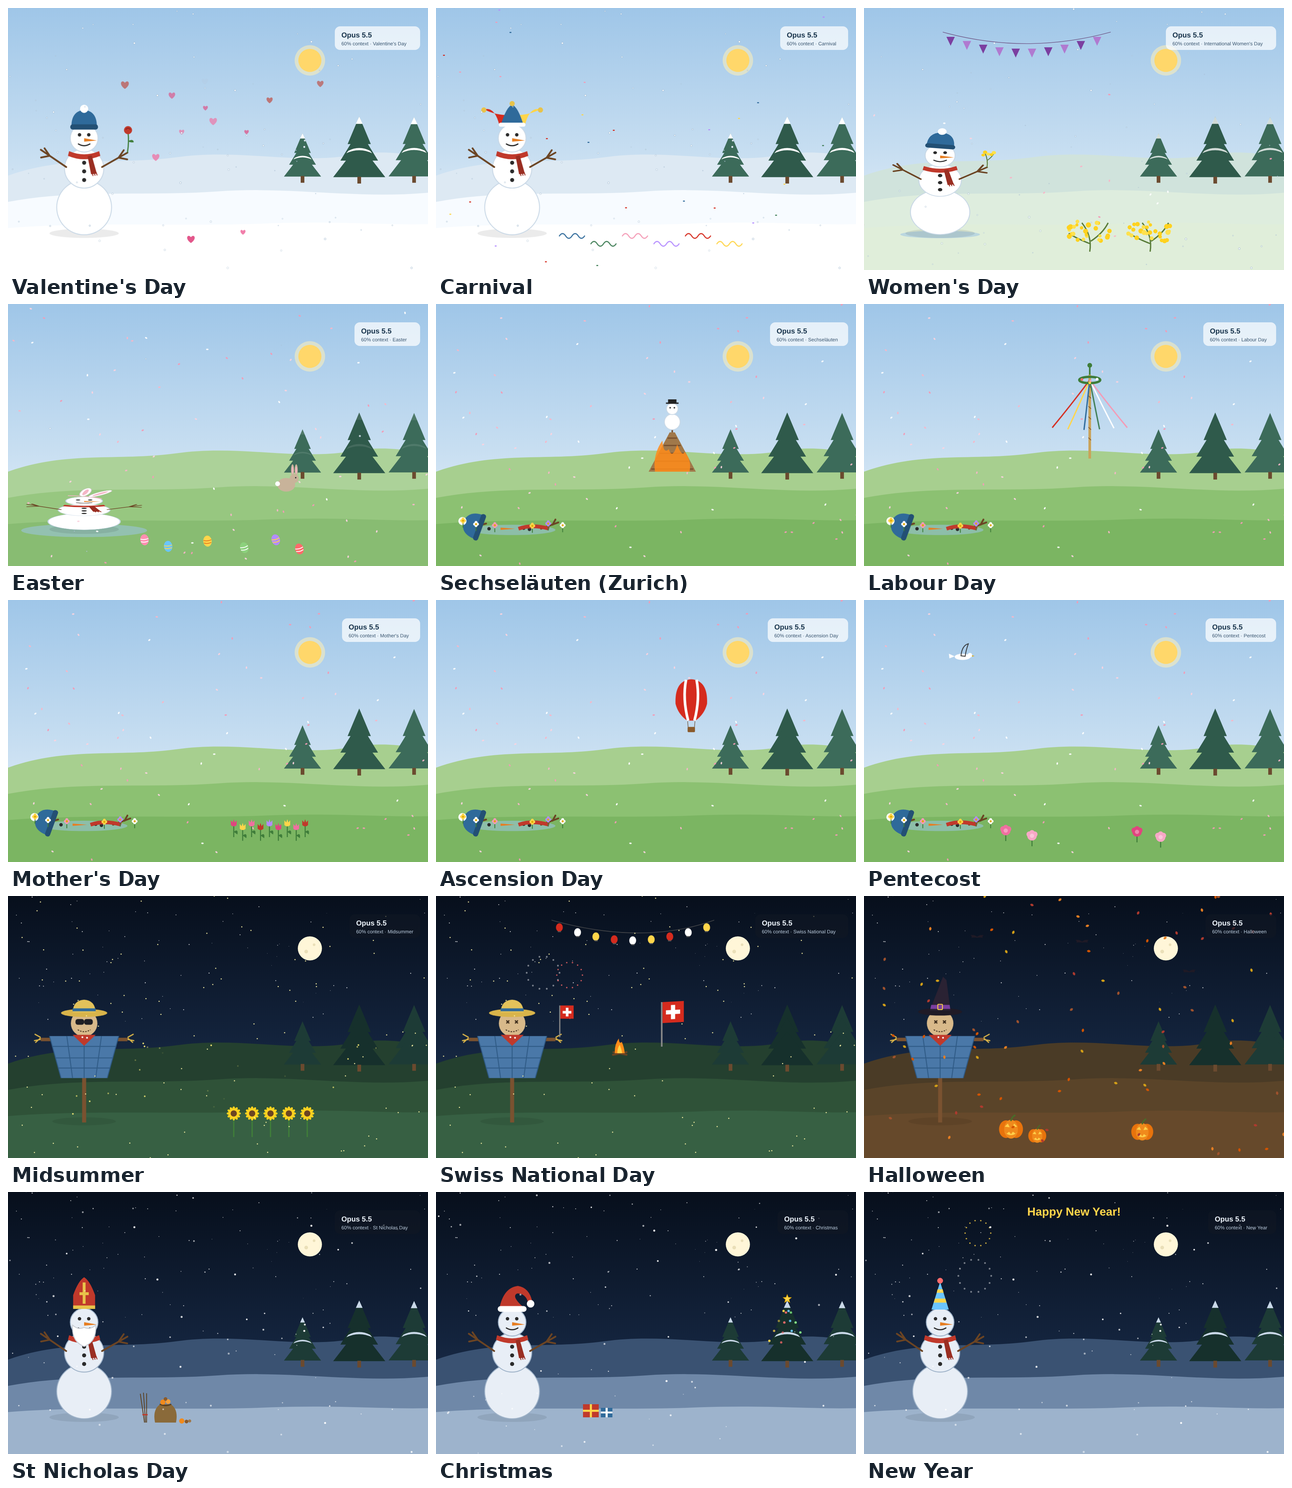 Opus 5.5
60% context · Valentine's Day
Opus 5.5
60% context · Carnival
Opus 5.5
60% context · International Women's Day
Valentine's Day
Carnival
Women's Day
Opus 5.5
60% context · Easter
Opus 5.5
60% context · Sechseläuten
Opus 5.5
60% context · Labour Day
Easter
Sechseläuten (Zurich)
Labour Day
Opus 5.5
60% context · Mother's Day
Opus 5.5
60% context · Ascension Day
Opus 5.5
60% context · Pentecost
Mother's Day
Ascension Day
Pentecost
Opus 5.5
60% context · Midsummer
Opus 5.5
60% context · Swiss National Day
Opus 5.5
60% context · Halloween
Midsummer
Swiss National Day
Halloween
Opus 5.5
60% context · St Nicholas Day
Opus 5.5
60% context · Christmas
Happy New Year!
Opus 5.5
60% context · New Year
St Nicholas Day
Christmas
New Year